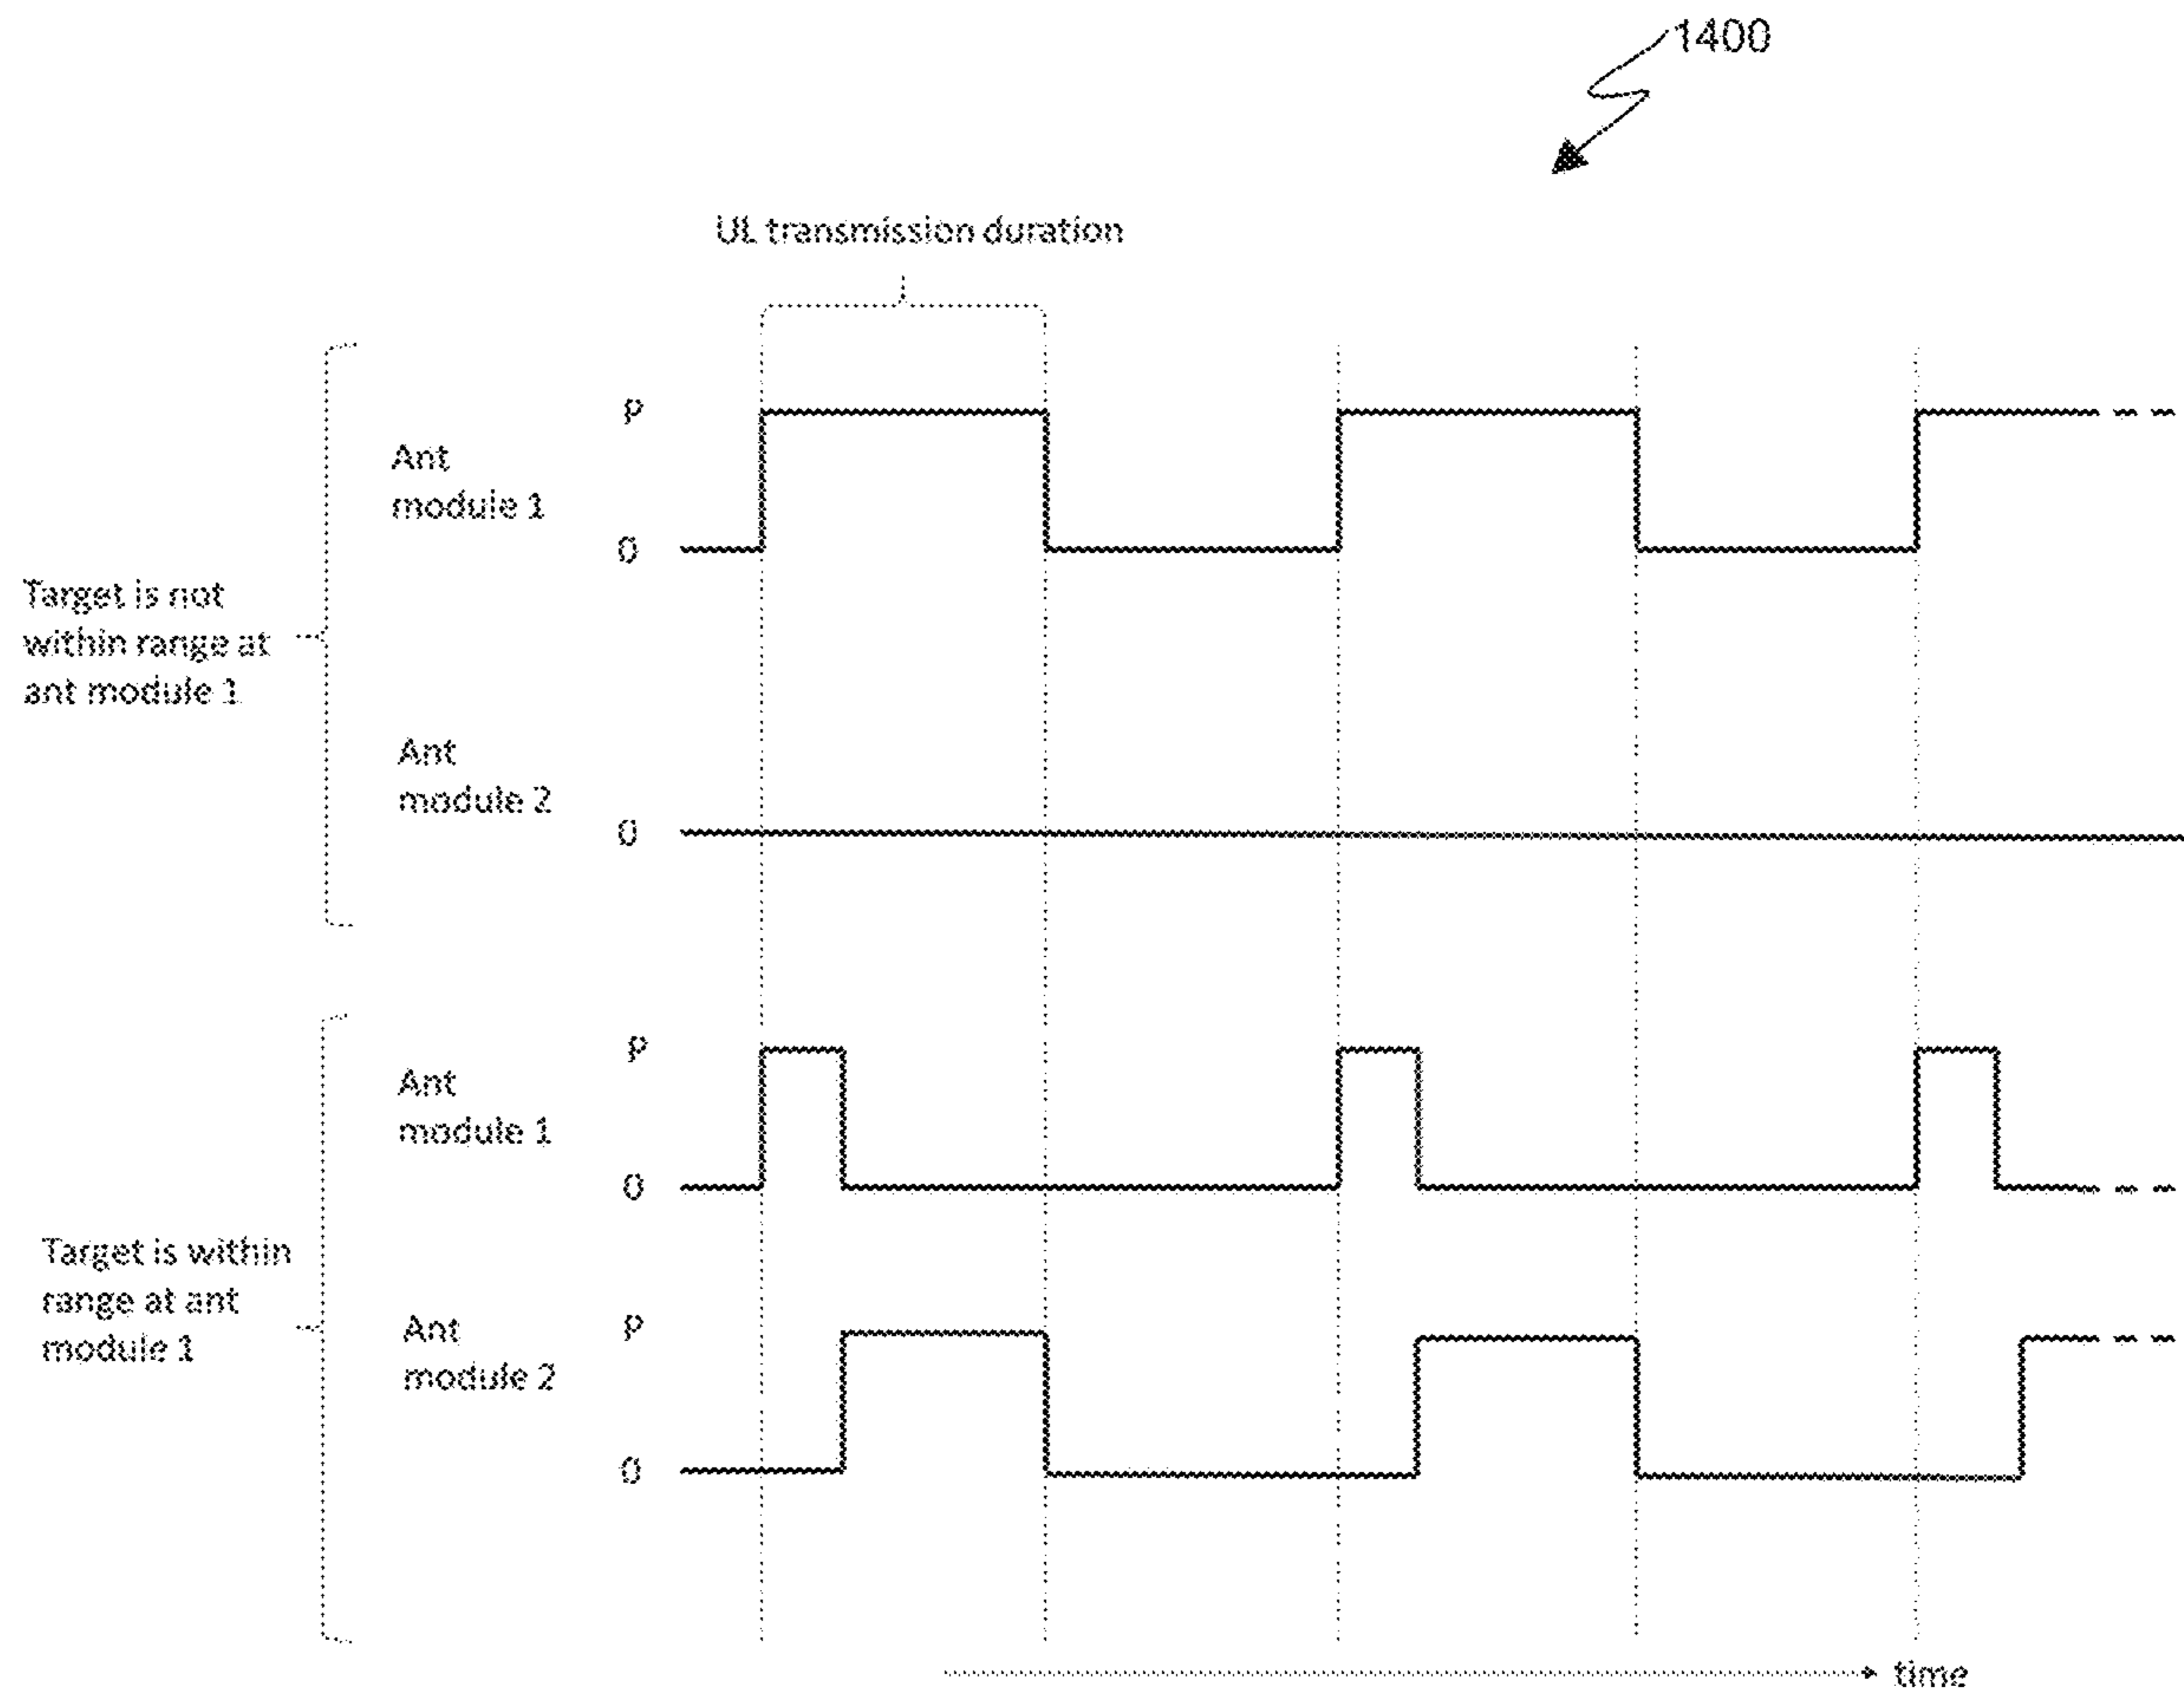 1400
UL transmission duration
P
Ant
module 1
0
Target is not
within range at
ant module 1
Ant
module 2
0
P
Ant
module 1
0
Target is within
range at ant
module 1
P
Ant
module 2
0
time